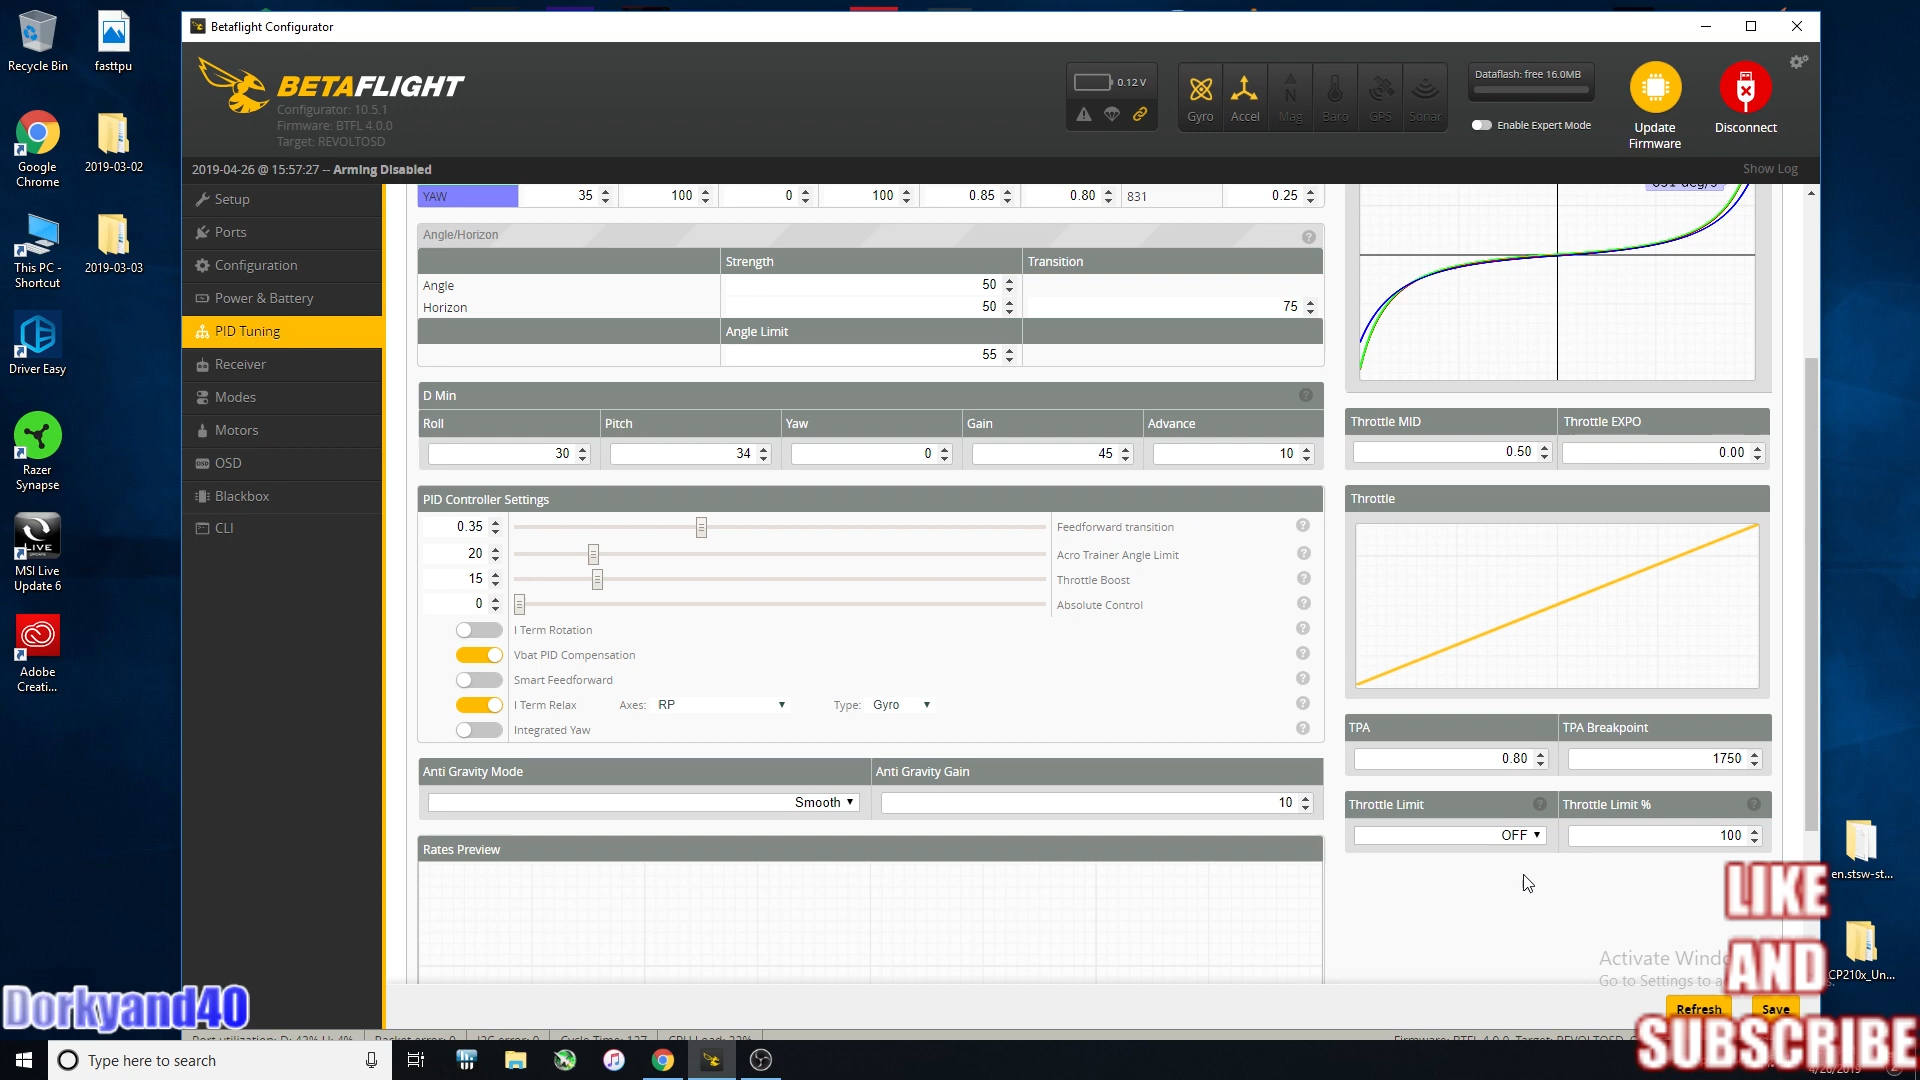 Betaflight Configurator
Recycle Bin
fasttpu
Google Chrome
2019-03-02
This PC - Shortcut
2019-03-03
Driver Easy
Razer Synapse
MSI Live Update 6
Adobe Creati...
BETAFLIGHT
Configurator: 10.5.1
Firmware: BTFL 4.0.0
Target: REVOLTOSD
0.12 V
Gyro
Accel
Mag
Baro
GPS
Sonar
Dataflash: free 16.0MB
Enable Expert Mode
Update Firmware
Disconnect
2019-04-26 @ 15:57:27 -- Arming Disabled
Show Log
Setup
Ports
Configuration
Power & Battery
PID Tuning
Receiver
Modes
Motors
OSD
Blackbox
CLI
YAW 35 100 0 100 0.85 0.80 831 0.25
Angle/Horizon
Strength Transition
Angle 50
Horizon 50 75
Angle Limit
55
D Min
Roll Pitch Yaw Gain Advance
30 34 0 45 10
PID Controller Settings
0.35 Feedforward transition
20 Acro Trainer Angle Limit
15 Throttle Boost
0 Absolute Control
I Term Rotation
Vbat PID Compensation
Smart Feedforward
I Term Relax Axes: RP Type: Gyro
Integrated Yaw
Anti Gravity Mode Anti Gravity Gain
Smooth 10
Rates Preview
Throttle MID Throttle EXPO
0.50 0.00
Throttle
TPA TPA Breakpoint
0.80 1750
Throttle Limit Throttle Limit %
OFF 100
Refresh Save
en.stsw-st...
CP210x_Un...
LIKE
AND
SUBSCRIBE
Dorkyand40
Type here to search